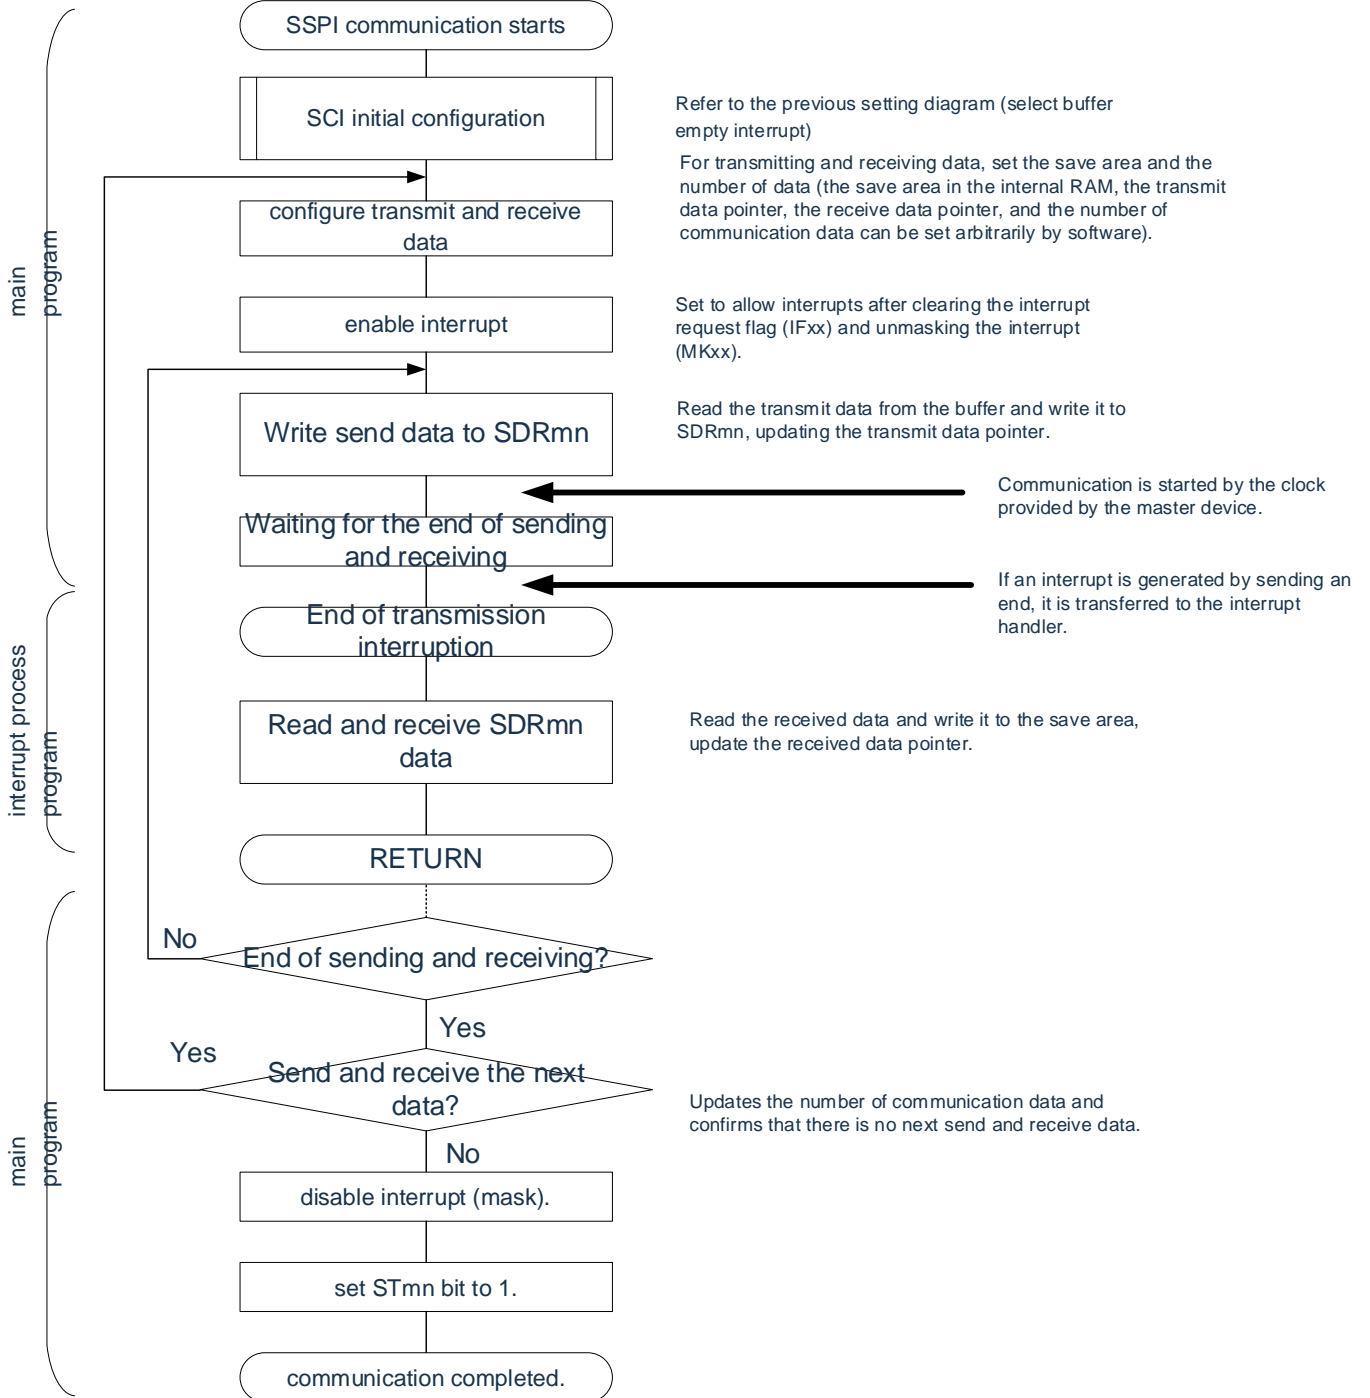 SSPI communication starts
SCI initial configuration
Refer to the previous setting diagram (select buffer
empty interrupt)
For transmitting and receiving data, set the save area and the
number of data (the save area in the internal RAM, the transmit
data pointer, the receive data pointer, and the number of
communication data can be set arbitrarily by software).
configure transmit and receive
data
main
program
enable interrupt
Set to allow interrupts after clearing the interrupt
request flag (IFxx) and unmasking the interrupt
(MKxx).
Write send data to SDRmn
Read the transmit data from the buffer and write it to
SDRmn, updating the transmit data pointer.
Communication is started by the clock
provided by the master device.
Waiting for the end of sending
and receiving
If an interrupt is generated by sending an
end, it is transferred to the interrupt
handler.
End of transmission
interruption
interrupt process
program
Read and receive SDRmn
data
Read the received data and write it to the save area,
update the received data pointer.
RETURN
No
End of sending and receiving?
Yes
Yes
Send and receive the next
data?
Updates the number of communication data and
confirms that there is no next send and receive data.
main
program
No
disable interrupt (mask).
set STmn bit to 1.
communication completed.